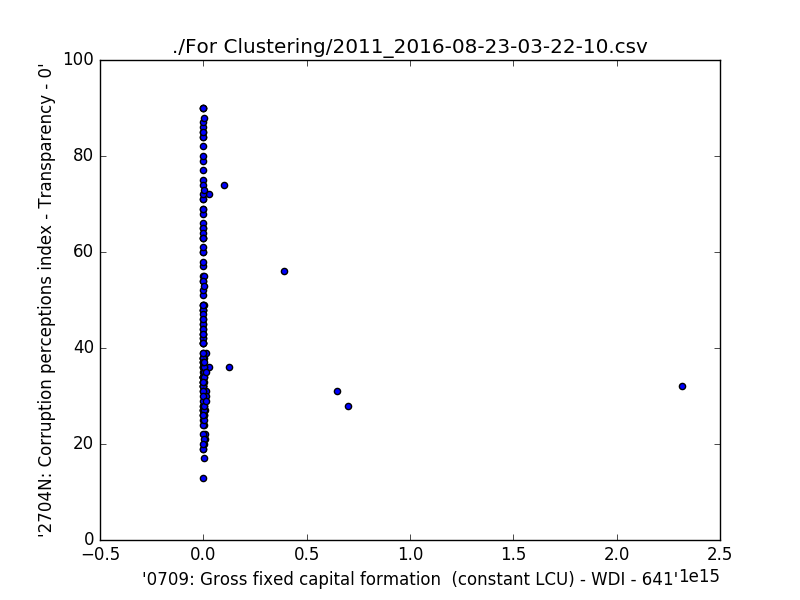 ./For Clustering/2011_2016-08-23-03-22-10.csv
100
80
60
40
20
0
'2704N: Corruption perceptions index - Transparency - 0'
−0.5 0.0 0.5 1.0 1.5 2.0 2.5
1e15
'0709: Gross fixed capital formation  (constant LCU) - WDI - 641'